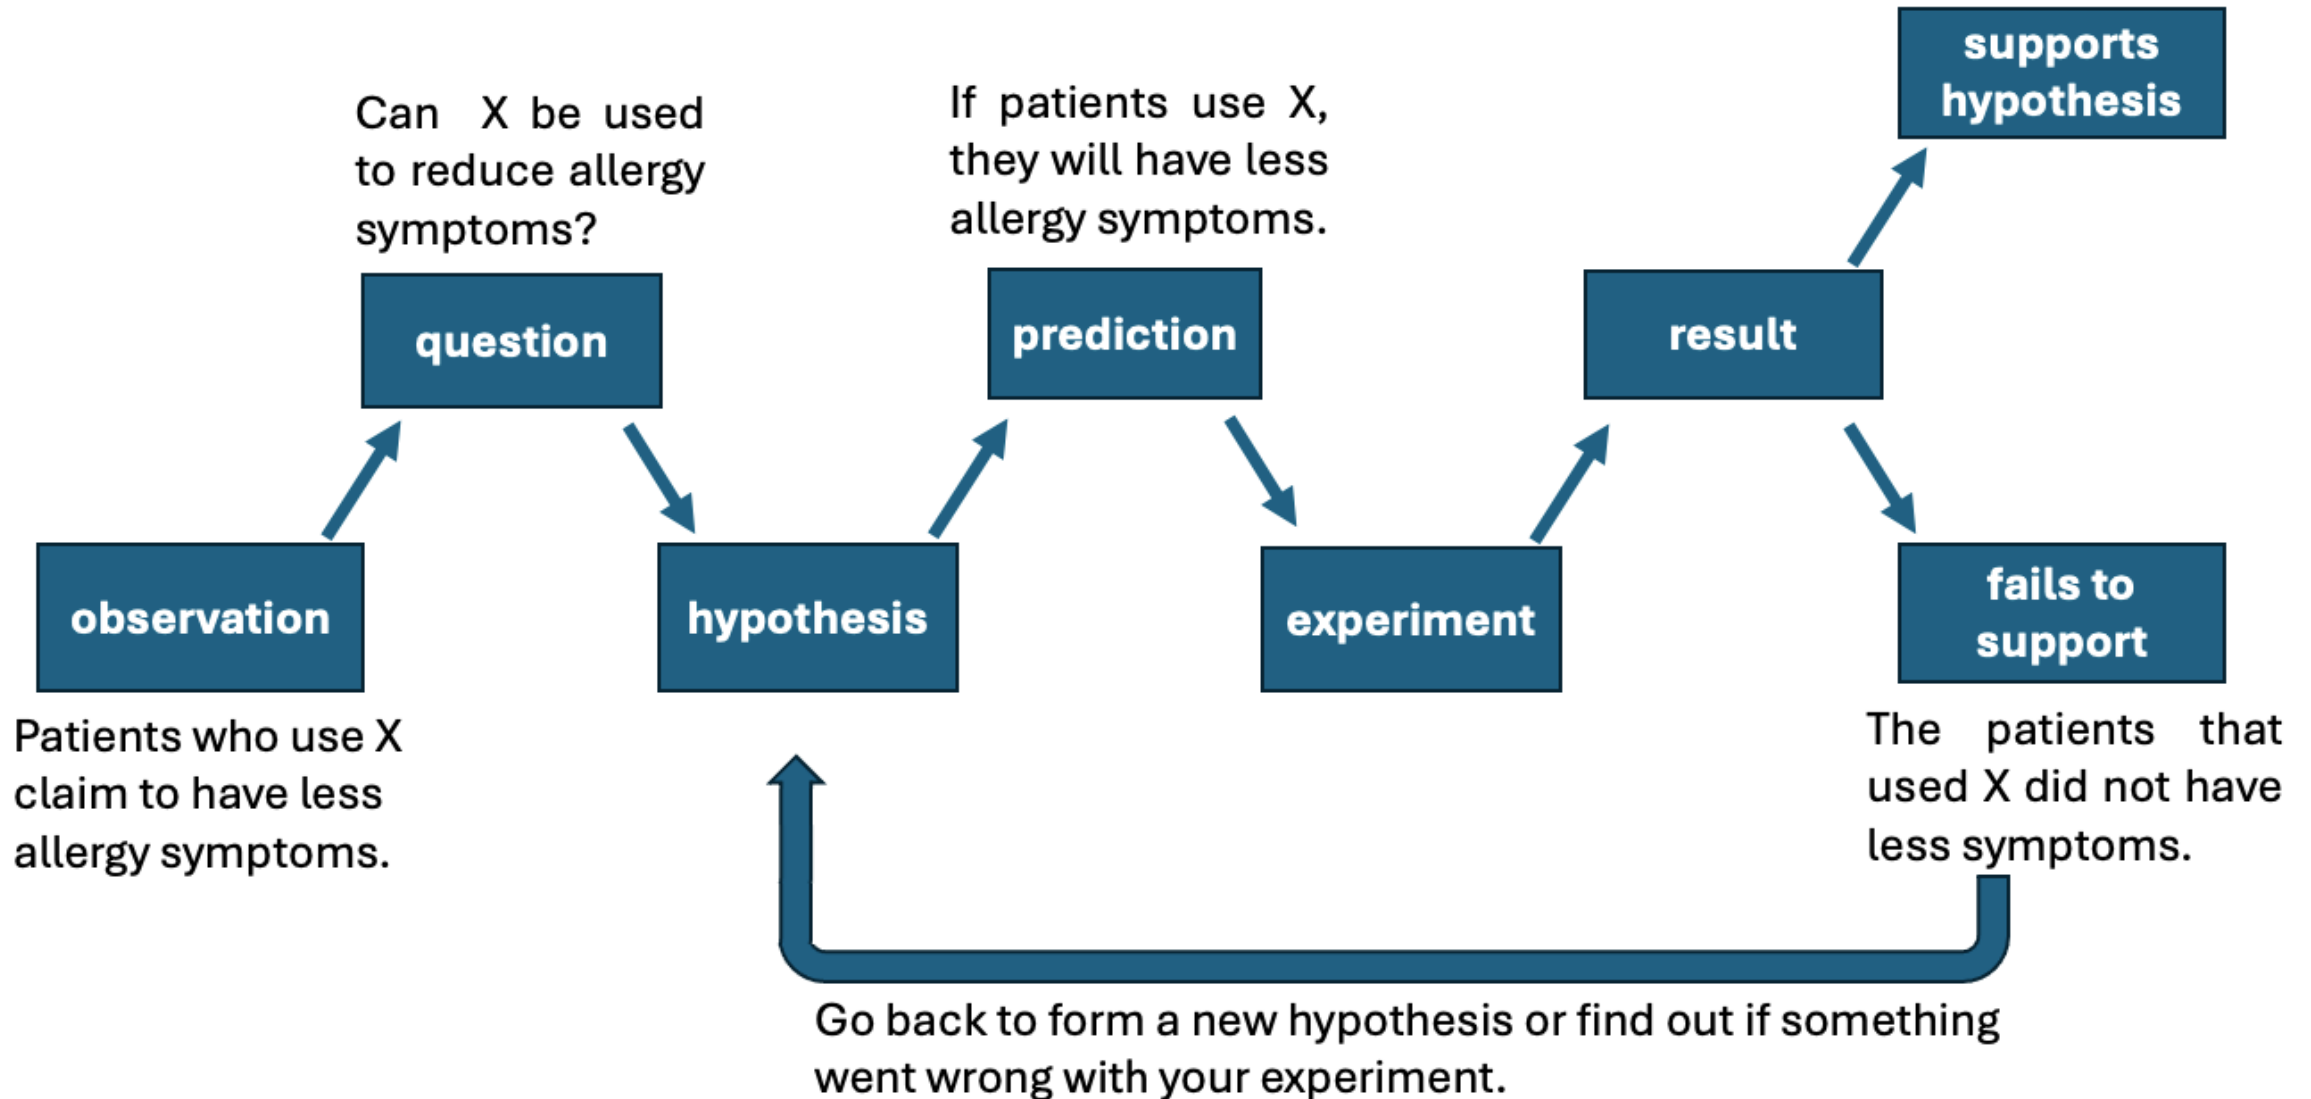 supports
hypothesis
Can X be used
to reduce allergy
symptoms?
If patients use X,
they will have less
allergy symptoms.
question
prediction
result
observation
hypothesis
experiment
fails to
support
Patients who use X
claim to have less
allergy symptoms.
The patients that
used X did not have
less symptoms.
Go back to form a new hypothesis or find out if something
went wrong with your experiment.